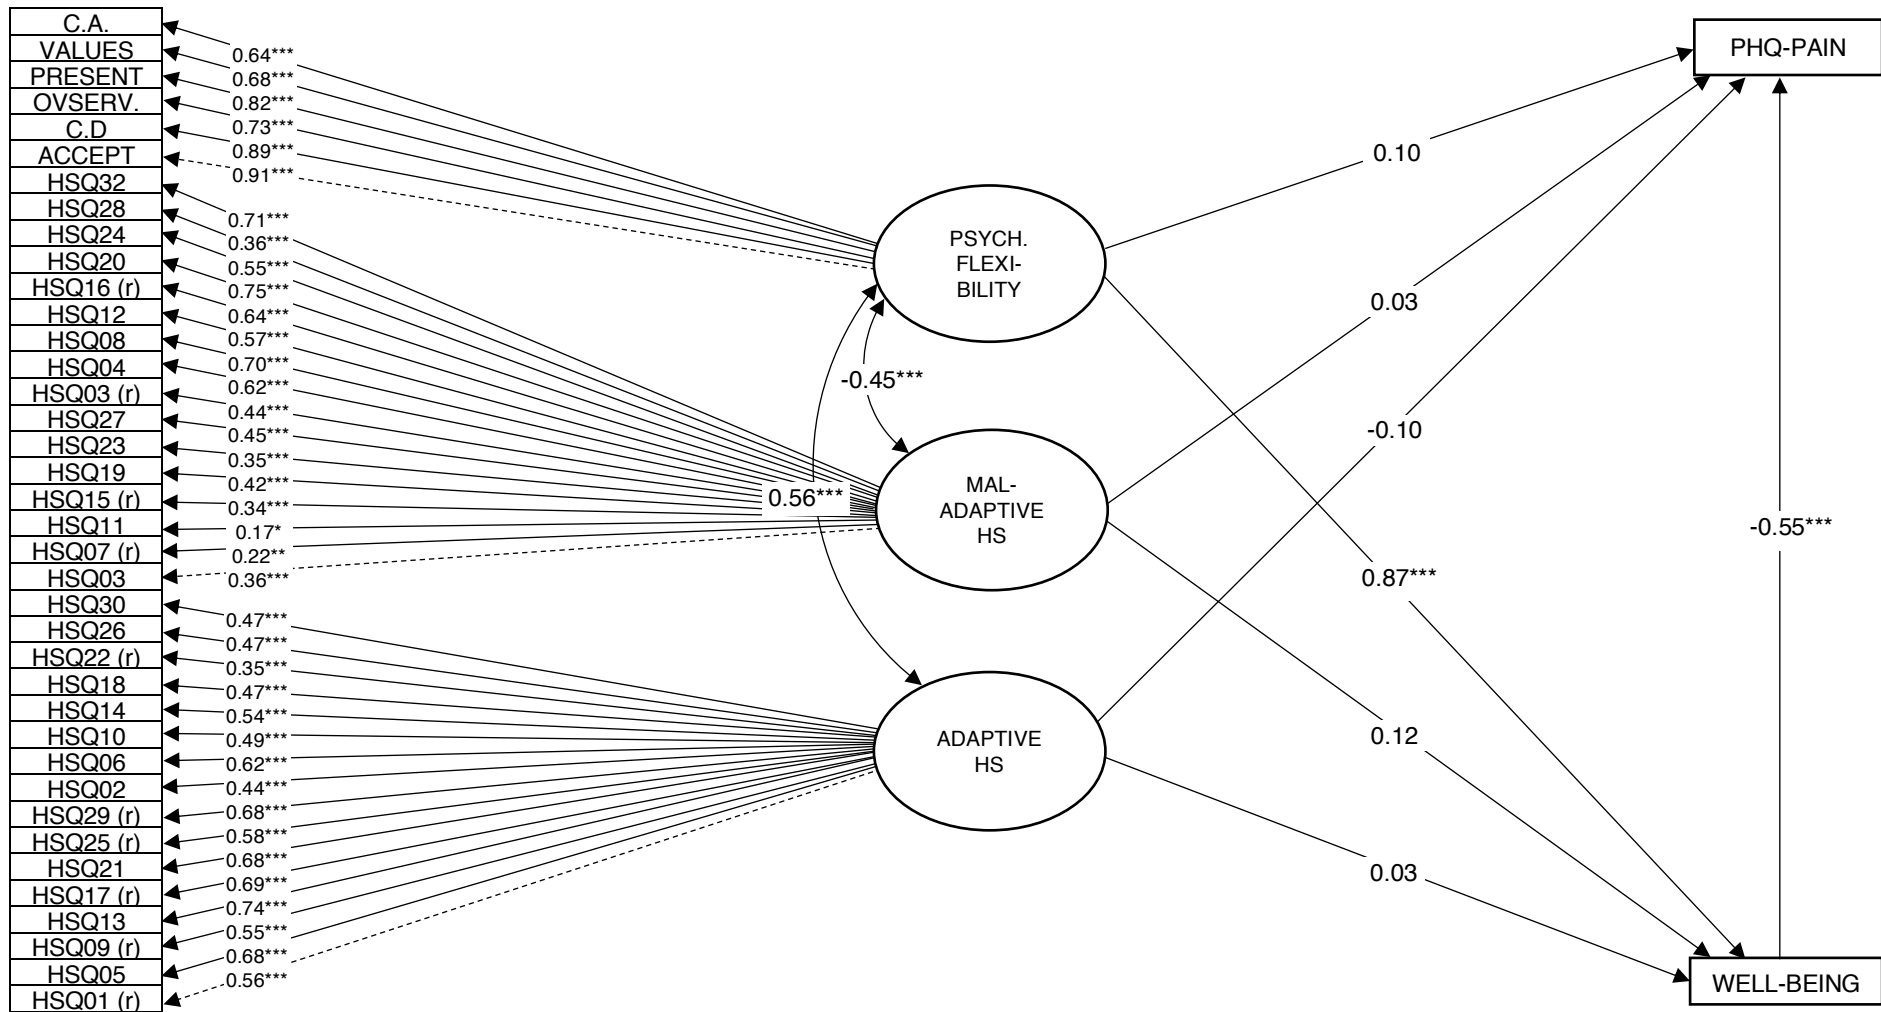 C.A.
VALUES
PRESENT
OVSERV.
C.D
ACCEPT
HSQ32
HSQ28
HSQ24
HSQ20
HSQ16 (r)
HSQ12
HSQ08
HSQ04
HSQ03 (r)
HSQ27
HSQ23
HSQ19
HSQ15 (r)
HSQ11
HSQ07 (r)
HSQ03
HSQ30
HSQ26
HSQ22 (r)
HSQ18
HSQ14
HSQ10
HSQ06
HSQ02
HSQ29 (r)
HSQ25 (r)
HSQ21
HSQ17 (r)
HSQ13
HSQ09 (r)
HSQ05
HSQ01 (r)
0.64***
0.68***
0.82***
0.73***
0.89***
0.91***
0.71***
0.36***
0.55***
0.75***
0.64***
0.57***
0.70***
0.62***
0.44***
0.45***
0.35***
0.42***
0.34***
0.17*
0.22**
0.36***
0.47***
0.47***
0.35***
0.47***
0.54***
0.49***
0.62***
0.44***
0.68***
0.58***
0.68***
0.69***
0.74***
0.55***
0.68***
0.56***
PSYCH.
FLEXI-
BILITY
-0.45***
0.56***
MAL-
ADAPTIVE
HS
ADAPTIVE
HS
0.10
0.03
-0.10
0.87***
0.12
0.03
PHQ-PAIN
-0.55***
WELL-BEING